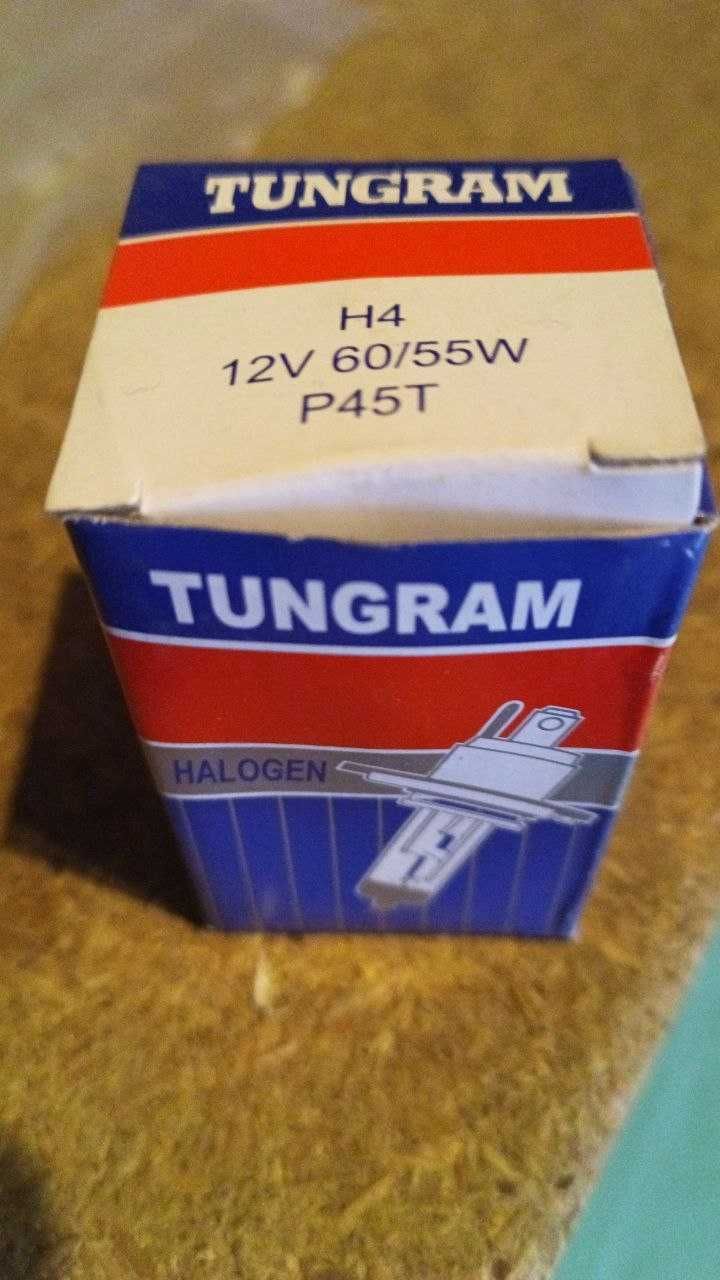 TUNGRAM
H4
12V 60/55W
P45T
TUNGRAM
HALOGEN